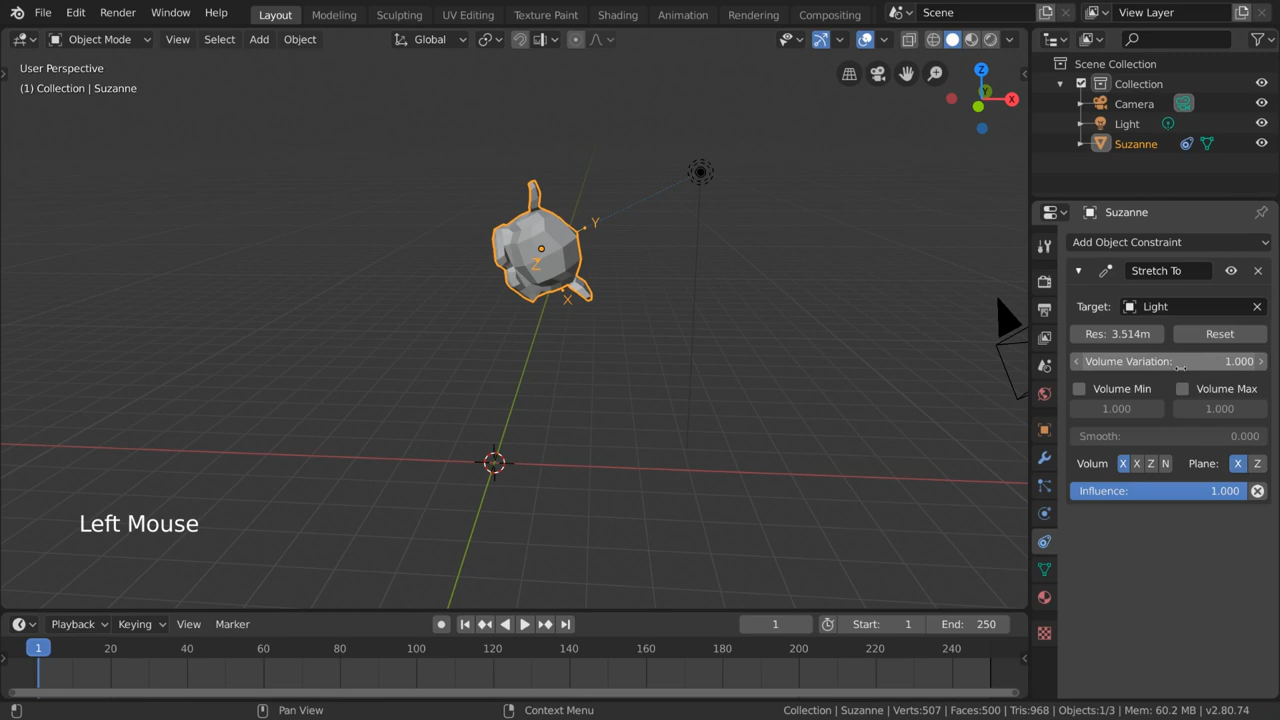 File Edit Render Window Help Layout Modeling Sculpting UV Editing Texture Paint Shading Animation Rendering Compositing Scene View Layer
Object Mode View Select Add Object Global
User Perspective
(1) Collection | Suzanne
Z
Y
X
Y
Z
X
Left Mouse
Scene Collection
Collection
Camera
Light
Suzanne
Suzanne
Add Object Constraint
Stretch To
Target: Light
Res: 3.514m Reset
Volume Variation: 1.000
Volume Min Volume Max
1.000 1.000
Smooth: 0.000
Volum X X Z N Plane: X Z
Influence: 1.000
Playback Keying View Marker 1 Start: 1 End: 250
1 20 40 60 80 100 120 140 160 180 200 220 240
Pan View Context Menu Collection | Suzanne | Verts:507 | Faces:500 | Tris:968 | Objects:1/3 | Mem: 60.2 MB | v2.80.74